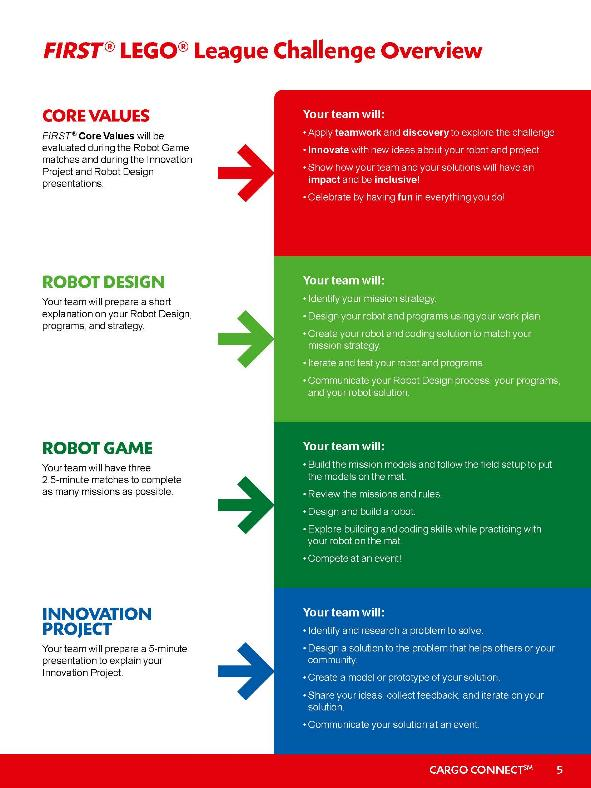 FIRST® LEGO® League Challenge Overview
CORE VALUES
FIRST® Core Values will be
evaluated during the Robot Game
matches and during the Innovation
Project and Robot Design
presentations.
Your team will:
• Apply teamwork and discovery to explore the challenge.
• Innovate with new ideas about your robot and project.
• Show how your team and your solutions will have an
impact and be inclusive!
• Celebrate by having fun in everything you do!
ROBOT DESIGN
Your team will prepare a short
explanation on your Robot Design,
programs, and strategy.
Your team will:
• Identify your mission strategy.
• Design your robot and programs using your work plan.
• Create your robot and coding solution to match your
mission strategy.
• Iterate and test your robot and programs.
• Communicate your Robot Design process, your programs,
and your robot solution.
ROBOT GAME
Your team will have three
2.5-minute matches to complete
as many missions as possible.
Your team will:
• Build the mission models and follow the field setup to put
the models on the mat.
• Review the missions and rules.
• Design and build a robot.
• Explore building and coding skills while practicing with
your robot on the mat.
• Compete at an event!
INNOVATION
PROJECT
Your team will prepare a 5-minute
presentation to explain your
Innovation Project.
Your team will:
• Identify and research a problem to solve.
• Design a solution to the problem that helps others or your
community.
• Create a model or prototype of your solution.
• Share your ideas, collect feedback, and iterate on your
solution.
• Communicate your solution at an event.
CARGO CONNECT℠ 5